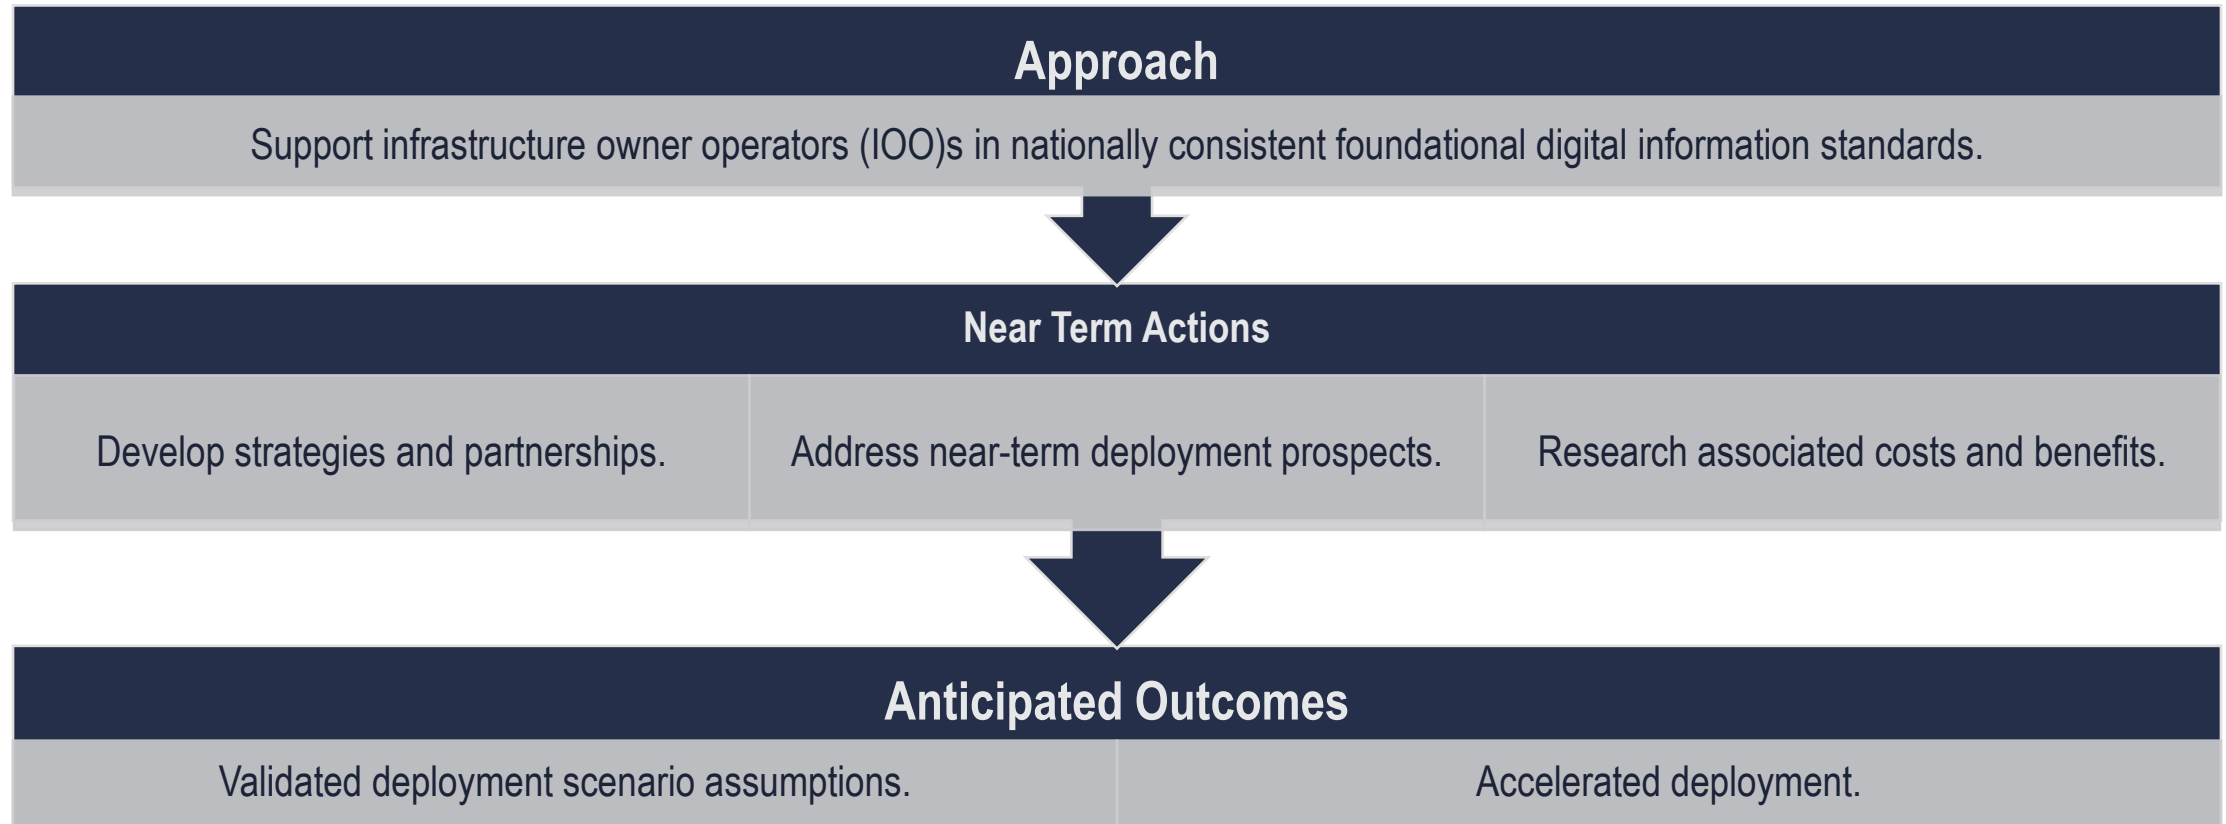 Approach
Support infrastructure owner operators (IOO)s in nationally consistent foundational digital information standards.
Near Term Actions
Develop strategies and partnerships.
Address near-term deployment prospects.
Research associated costs and benefits.
Anticipated Outcomes
Validated deployment scenario assumptions.
Accelerated deployment.